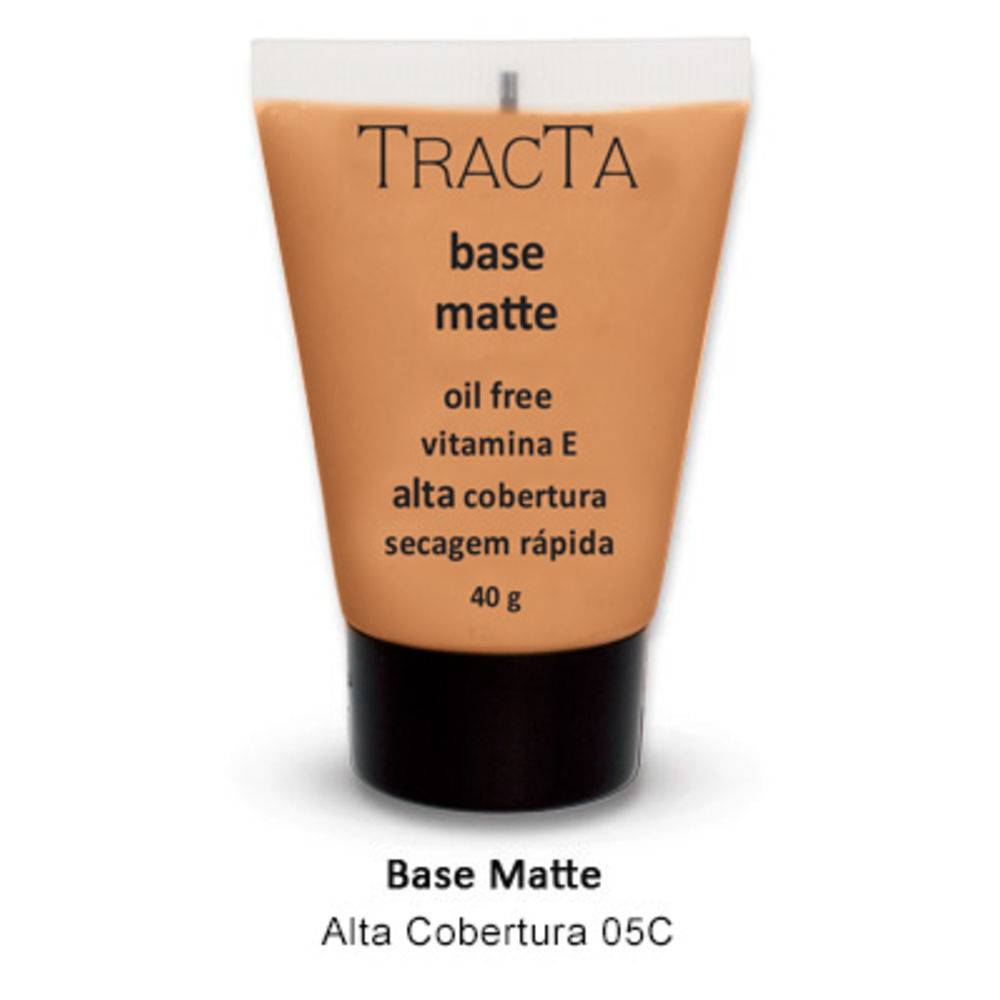 TRACTA
base
matte
oil free
vitamina E
alta cobertura
secagem rápida
40 g
Base Matte
Alta Cobertura 05C